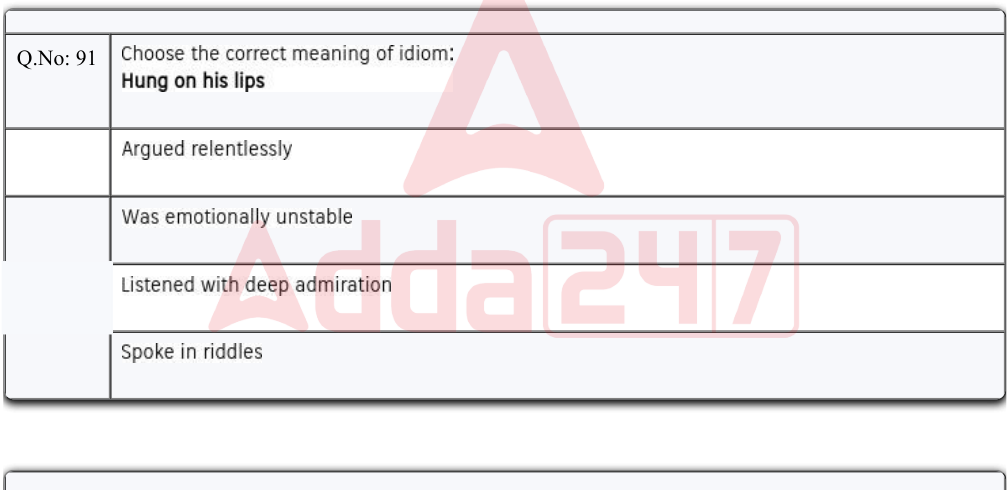 Q.No: 91
Choose the correct meaning of idiom:
Hung on his lips
Argued relentlessly
Was emotionally unstable
Listened with deep admiration
Spoke in riddles
Adda247